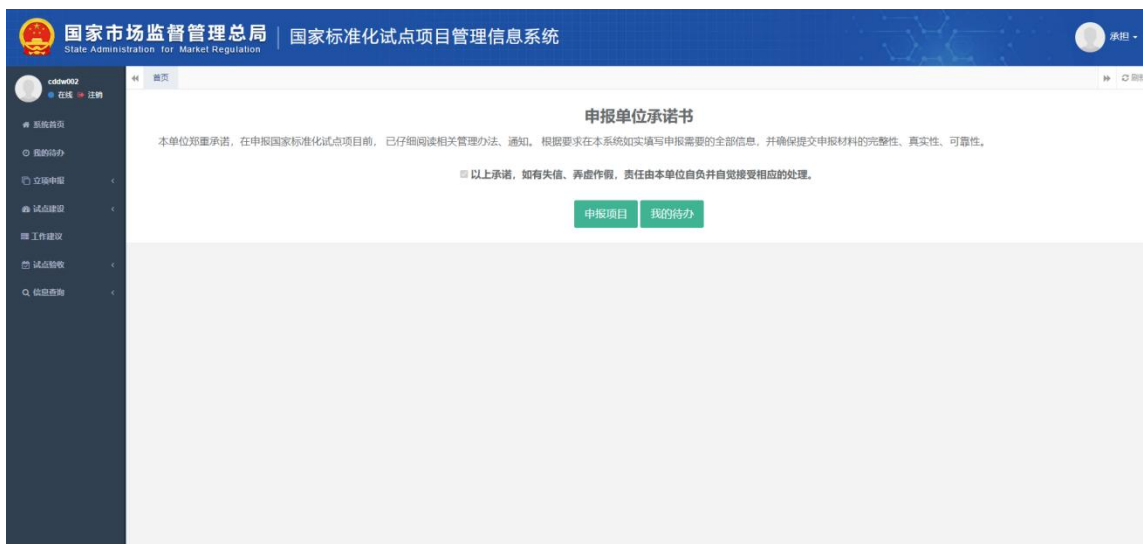 国家市场监督管理总局
State Administration for Market Regulation
国家标准化试点项目管理信息系统
承担
cddw002
在线 注销
首页
系统首页
我的待办
立项申报
试点建设
工作建议
试点验收
信息查询
申报单位承诺书
本单位郑重承诺，在申报国家标准化试点项目前， 已仔细阅读相关管理办法、通知。 根据要求在本系统如实填写申报需要的全部信息，并确保提交申报材料的完整性、真实性、可靠性。
以上承诺，如有失信、弄虚作假，责任由本单位自负并自觉接受相应的处理。
申报项目 我的待办